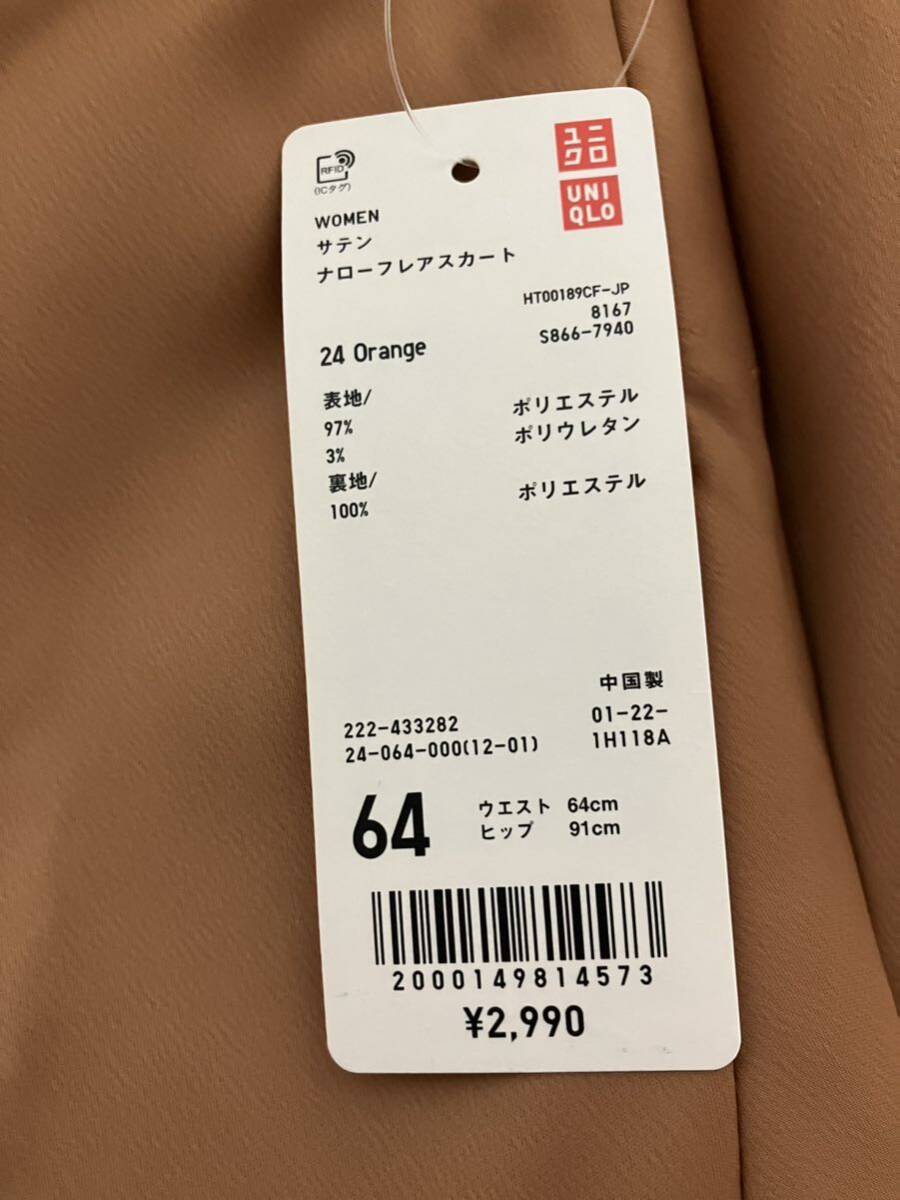 RFID
(ICタグ)
ユニ
クロ
UNI
QLO
WOMEN
サテン
ナローフレアスカート
HT00189CF-JP
8167
S866-7940
24 Orange
表地/
97% ポリエステル
3% ポリウレタン
裏地/
100% ポリエステル
中国製
222-433282 01-22-
24-064-000(12-01) 1H118A
64
ウエスト 64cm
ヒップ 91cm
2000149814573
¥2,990